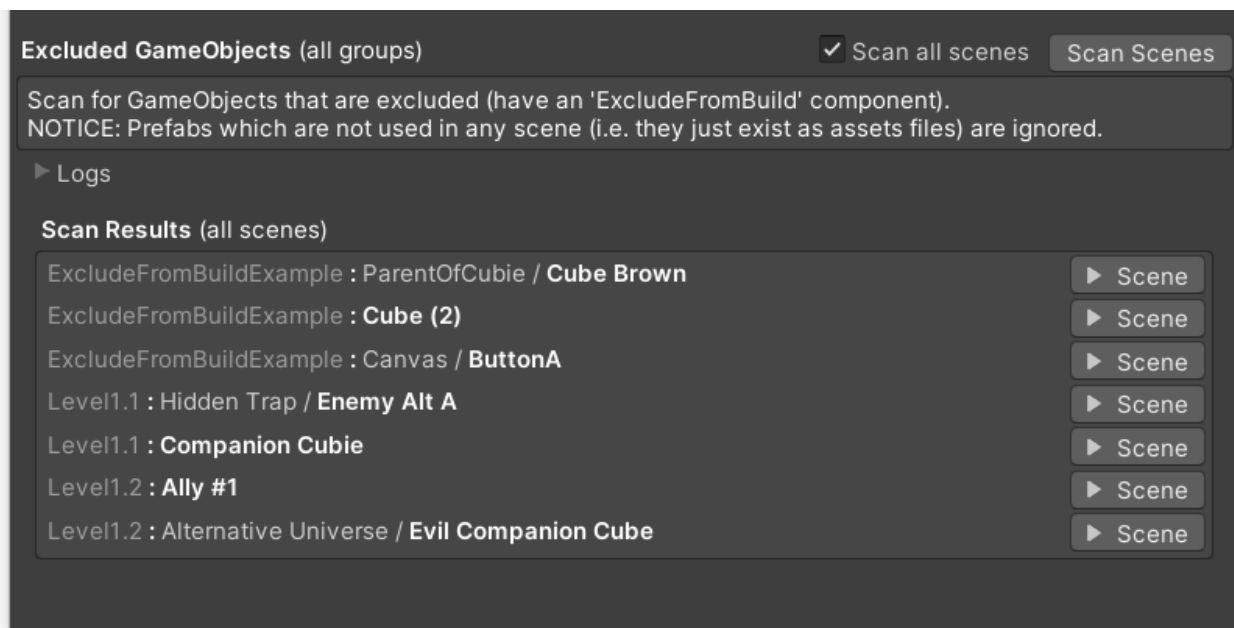 Excluded GameObjects (all groups) Scan all scenes Scan Scenes
Scan for GameObjects that are excluded (have an 'ExcludeFromBuild' component).
NOTICE: Prefabs which are not used in any scene (i.e. they just exist as assets files) are ignored.
Logs
Scan Results (all scenes)
ExcludeFromBuildExample : ParentOfCubie / Cube Brown Scene
ExcludeFromBuildExample : Cube (2) Scene
ExcludeFromBuildExample : Canvas / ButtonA Scene
Level1.1 : Hidden Trap / Enemy Alt A Scene
Level1.1 : Companion Cubie Scene
Level1.2 : Ally #1 Scene
Level1.2 : Alternative Universe / Evil Companion Cube Scene